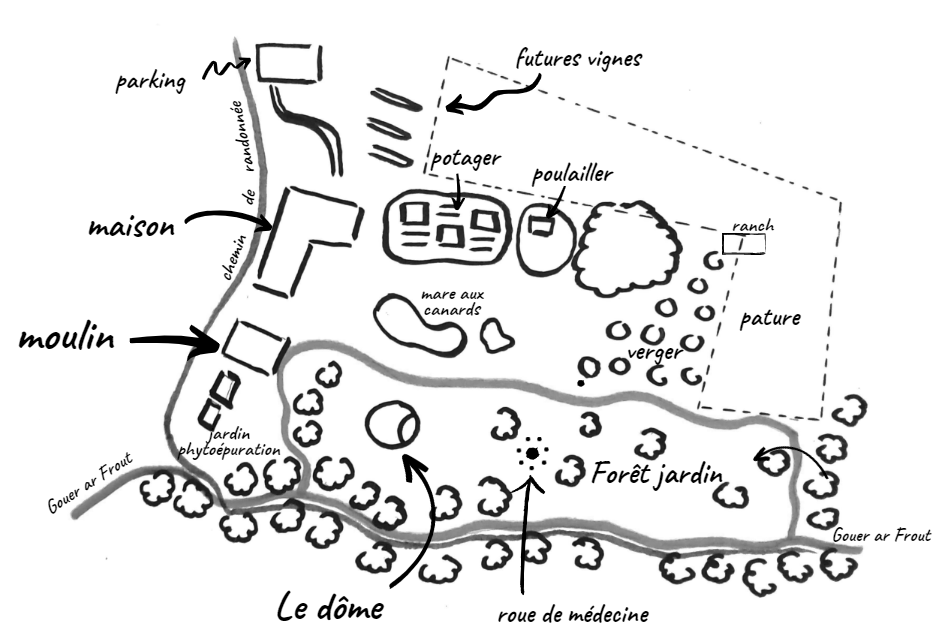 futures vignes
parking
chemin de randonnée
potager
poulailler
maison
ranch
mare aux
canards
pature
moulin
verger
jardin
phytoépuration
Gouer ar Frout
Forêt jardin
Gouer ar Frout
Le dôme
roue de médecine